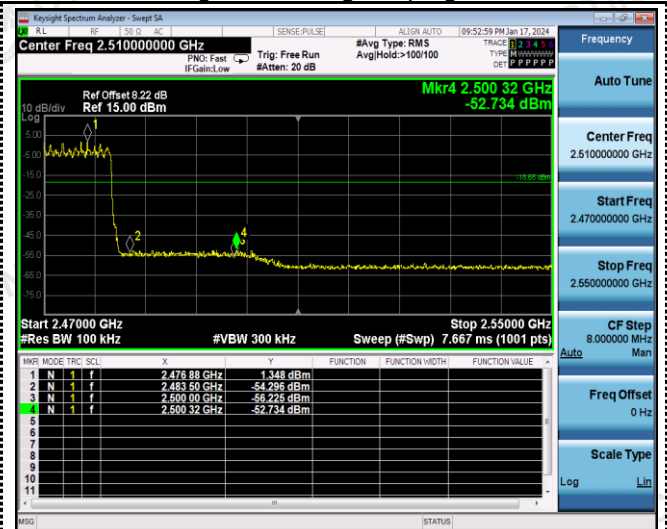 Keysight Spectrum Analyzer - Swept SA
RL RF 50 Ω AC SENSE:PULSE ALIGN AUTO 09:52:59 PM Jan 17, 2024
Center Freq 2.510000000 GHz
PNO: Fast
IFGain:Low
Trig: Free Run
#Atten: 20 dB
#Avg Type: RMS
Avg|Hold:>100/100
TRACE 1 2 3 4 5 6
TYPE M W W W W W
DET P P P P P P
Mkr4 2.500 32 GHz
-52.734 dBm
Ref Offset 8.22 dB
10 dB/div Ref 15.00 dBm
Log
5.00
-5.00
-15.0
-25.0
-35.0
-45.0
-55.0
-65.0
-75.0
1
2
4
-18.65 dBm
Start 2.47000 GHz Stop 2.55000 GHz
#Res BW 100 kHz #VBW 300 kHz Sweep (#Swp) 7.667 ms (1001 pts)
MKR MODE TRC SCL X Y FUNCTION FUNCTION WIDTH FUNCTION VALUE
1 N 1 f 2.476 88 GHz 1.348 dBm
2 N 1 f 2.483 50 GHz -54.296 dBm
3 N 1 f 2.500 00 GHz -56.225 dBm
4 N 1 f 2.500 32 GHz -52.734 dBm
5
6
7
8
9
10
11
MSG STATUS
Frequency
Auto Tune
Center Freq
2.510000000 GHz
Start Freq
2.470000000 GHz
Stop Freq
2.550000000 GHz
CF Step
8.000000 MHz
Auto Man
Freq Offset
0 Hz
Scale Type
Log Lin